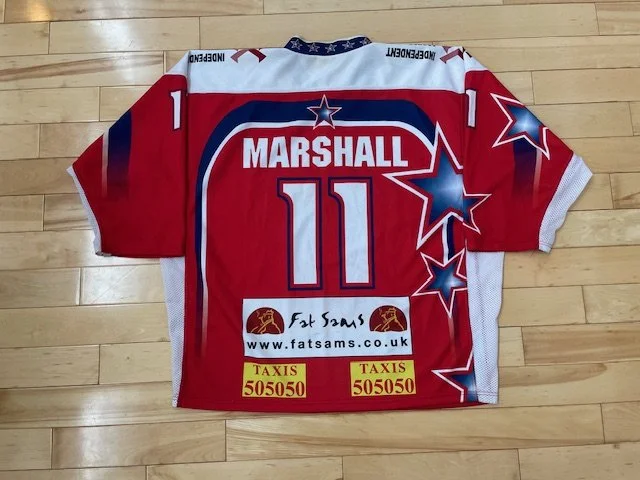 INDEPENDENT INDEPENDENT
1 1
MARSHALL
11
Fat Sams
www.fatsams.co.uk
TAXIS TAXIS
505050 505050